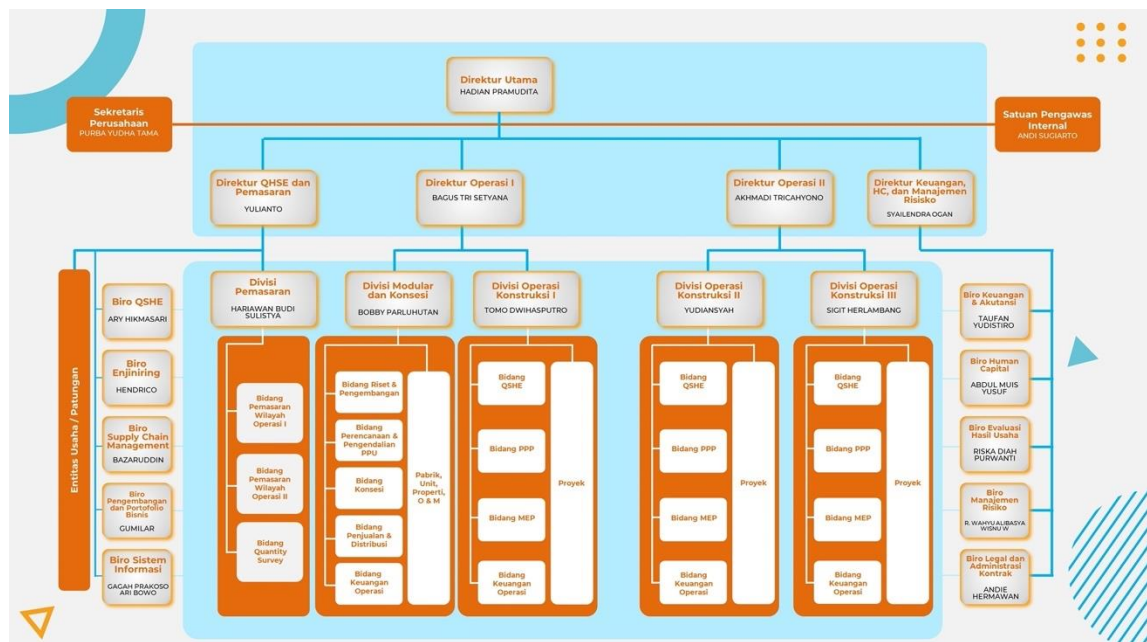 Direktur Utama
HADIAN PRAMUDITA
Sekretaris
Perusahaan
PURBA YUDHA TAMA
Satuan Pengawas
Internal
ANDI SUGIARTO
Direktur QHSE dan
Pemasaran
YULIANTO
Direktur Operasi I
BAGUS TRI SETYANA
Direktur Operasi II
AKHMADI TRICAHYONO
Direktur Keuangan,
HC, dan Manajemen
Risisko
SYAILENDRA OGAN
Entitas Usaha / Patungan
Biro QSHE
ARY HIKMASARI
Biro
Enjiniring
HENDRICO
Biro
Supply Chain
Management
BAZARUDDIN
Biro
Pengembangan
dan Portofolio
Bisnis
GUMILAR
Biro Sistem
Informasi
GAGAH PRAKOSO
ARI BOWO
Divisi
Pemasaran
HARIAWAN BUDI
SULISTYA
Bidang
Pemasaran
Wilayah
Operasi I
Bidang
Pemasaran
Wilayah
Operasi II
Bidang
Quantity
Survey
Divisi Modular
dan Konsesi
BOBBY PARLUHUTAN
Bidang Riset &
Pengembangan
Bidang
Perencanaan &
Pengendalian
PPU
Bidang
Konsesi
Bidang
Penjualan &
Distribusi
Bidang
Keuangan
Operasi
Pabrik,
Unit,
Properti,
O & M
Divisi Operasi
Konstruksi I
TOMO DWIHASPUTRO
Bidang
QSHE
Bidang PPP
Bidang MEP
Bidang
Keuangan
Operasi
Proyek
Divisi Operasi
Konstruksi II
YUDIANSYAH
Bidang
QSHE
Bidang PPP
Bidang MEP
Bidang
Keuangan
Operasi
Proyek
Divisi Operasi
Konstruksi III
SIGIT HERLAMBANG
Bidang
QSHE
Bidang PPP
Bidang MEP
Bidang
Keuangan
Operasi
Proyek
Biro Keuangan
& Akutansi
TAUFAN
YUDISTIRO
Biro Human
Capital
ABDUL MUIS
YUSUF
Biro Evaluasi
Hasil Usaha
RISKA DIAH
PURWANTI
Biro
Manajemen
Risiko
R. WAHYU ALIBASYA
WISNU W
Biro Legal dan
Administrasi
Kontrak
ANDIE
HERMAWAN